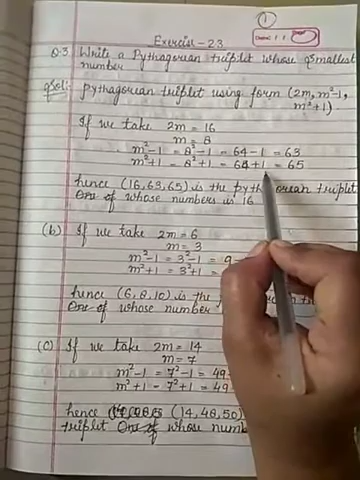 1
Exercise - 23
Q.3 Write a Pythagorean triplet whose smallest
number
Sol: pythagorean triplet using form (2m, m²-1,
m²+1)
If we take 2m = 16
m = 8
m²-1 = 8²-1 = 64-1 = 63
m²+1 = 8²+1 = 64+1 = 65
hence (16,63,65) is the pythagorean triplet
One of whose numbers is 16
(b) If we take 2m = 6
m = 3
m²-1 = 3²-1 = 9-
m²+1 = 3²+1 =
hence (6,8,10) is the
One of whose number
(C) If we take 2m = 14
m = 7
m²-1 = 7²-1 = 49-
m²+1 = 7²+1 = 49
hence (14,48,50)
triplet One of whose numb